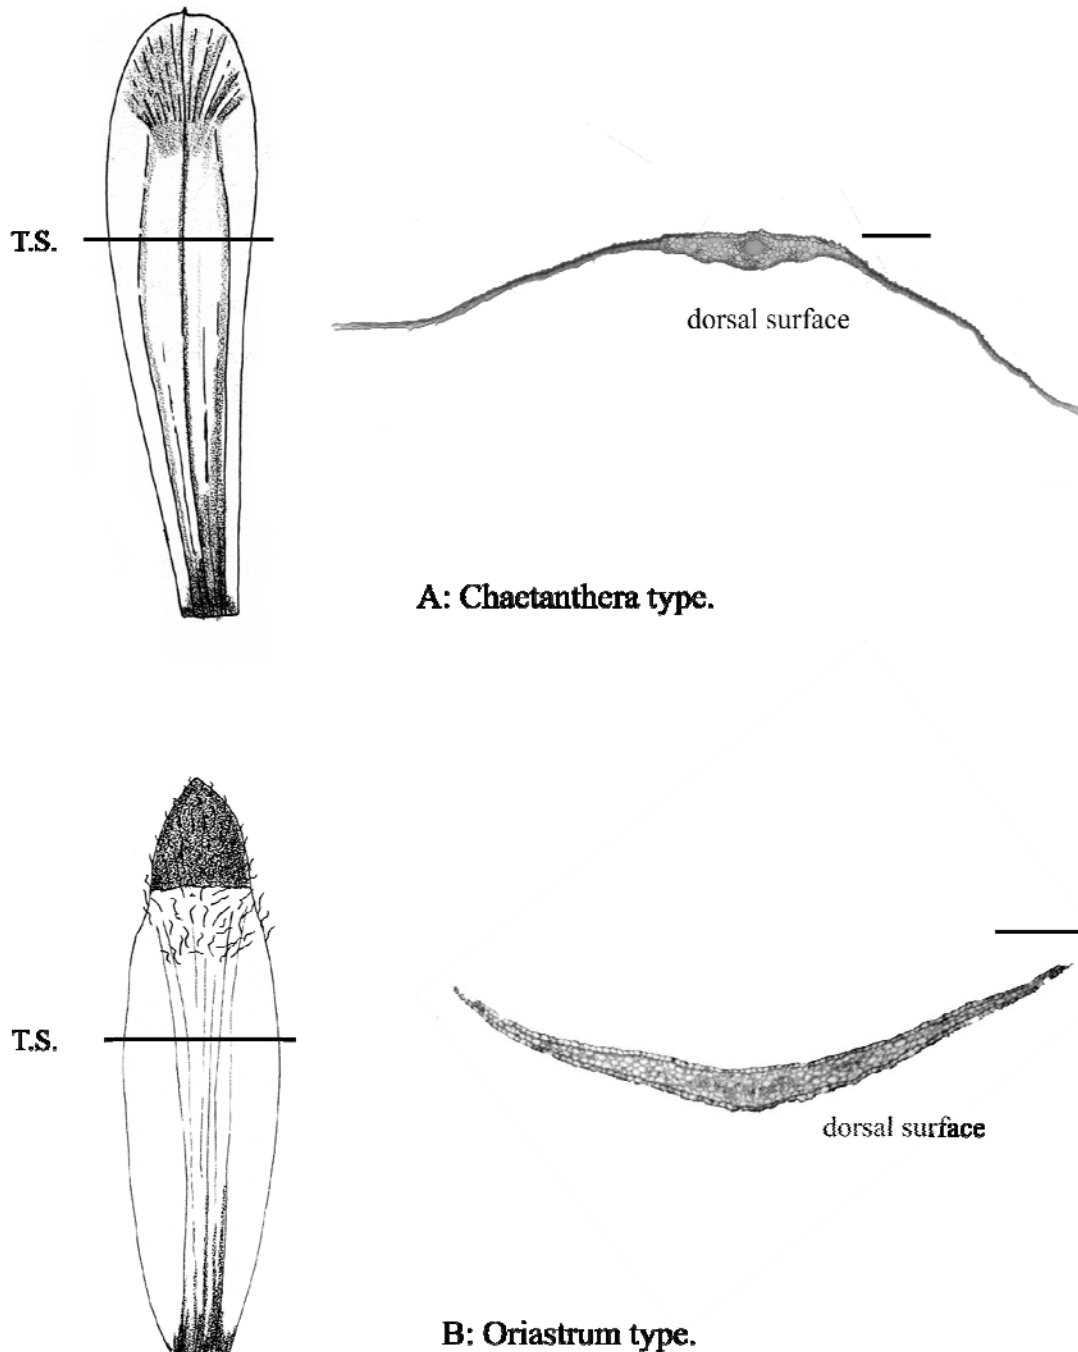 T.S.
dorsal surface
A: Chaetanthera type.
T.S.
dorsal surface
B: Oriastrum type.